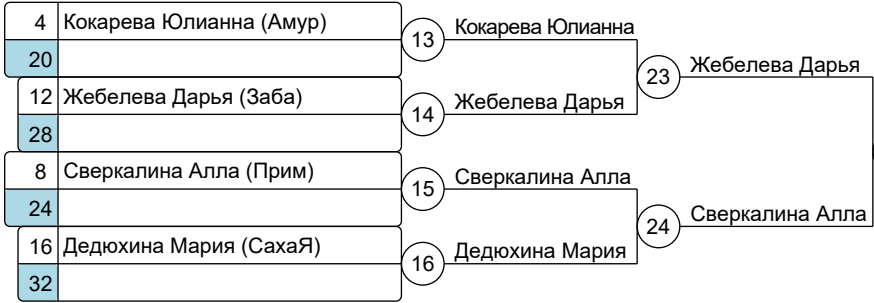 4 Кокарева Юлианна (Амур)
20
13 Кокарева Юлианна
12 Жебелева Дарья (Заба)
28
14 Жебелева Дарья
23 Жебелева Дарья
8 Сверкалина Алла (Прим)
24
15 Сверкалина Алла
16 Дедюхина Мария (СахаЯ)
32
16 Дедюхина Мария
24 Сверкалина Алла